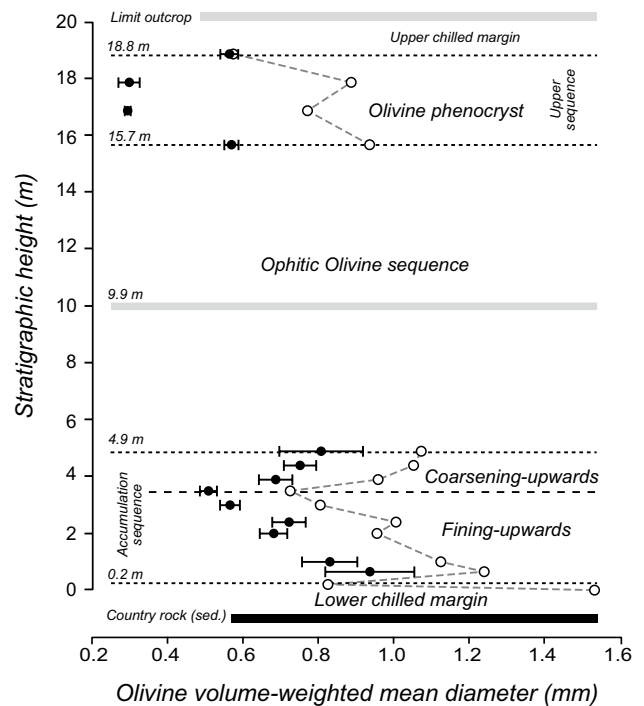 Limit outcrop
20
Upper chilled margin
18.8 m
18
Olivine phenocryst
Upper
sequence
16
15.7 m
14
12
Ophitic Olivine sequence
9.9 m
10
8
6
4.9 m
4
Coarsening-upwards
Accumulation
sequence
Fining-upwards
2
0.2 m
0
Lower chilled margin
Country rock (sed.)
Stratigraphic height (m)
0.2
0.4
0.6
0.8
1.0
1.2
1.4
1.6
Olivine volume-weighted mean diameter (mm)